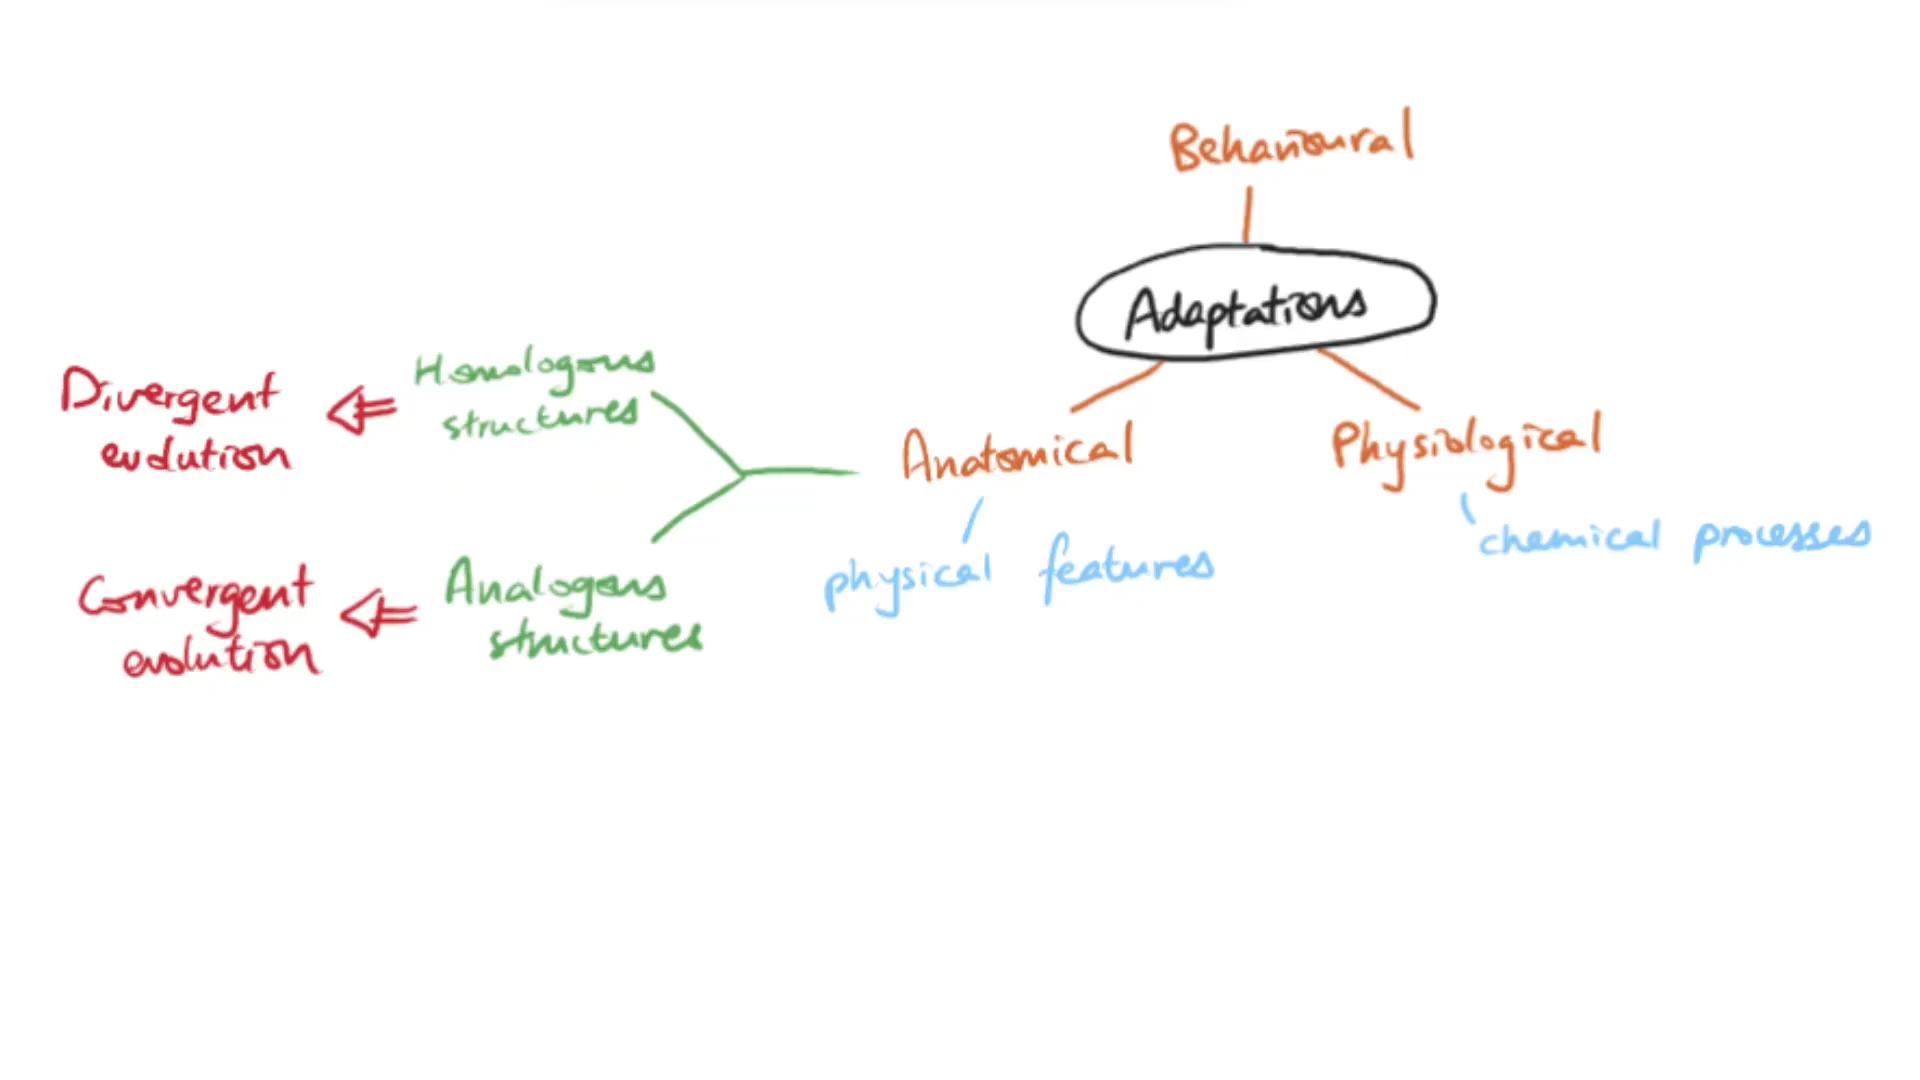 Behavioural
Adaptations
Divergent
evolution
Homologous
structures
Anatomical
Physiological
physical features
chemical processes
Convergent
evolution
Analogous
structures